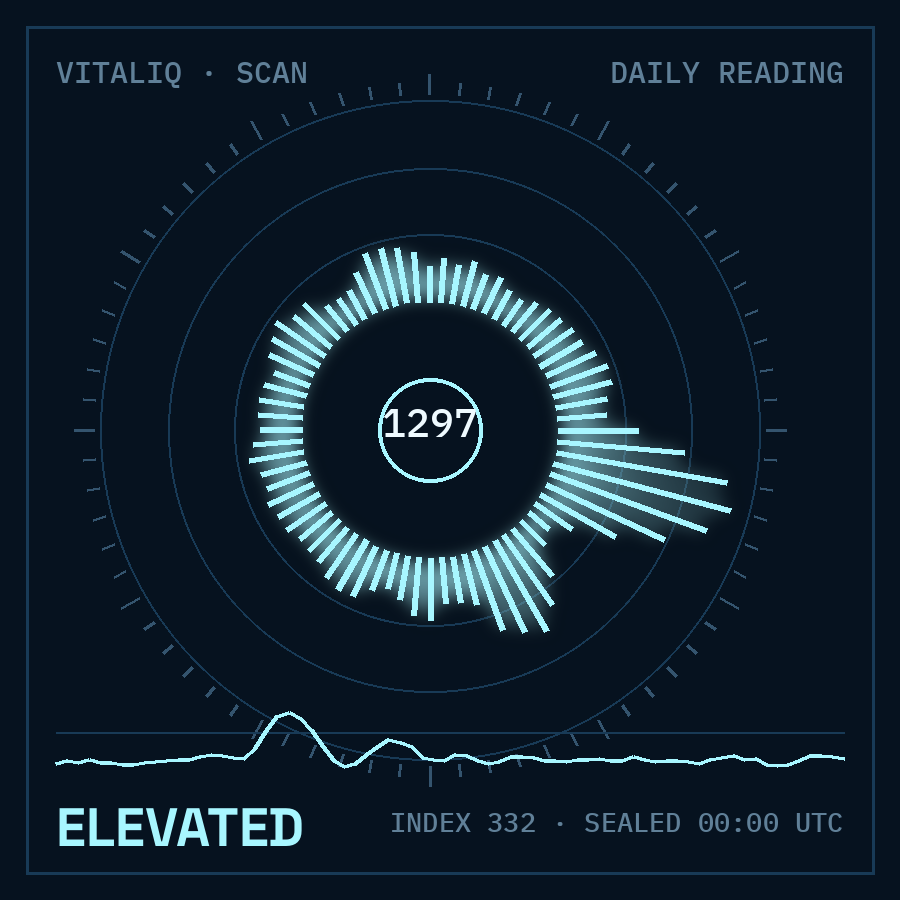 VITALIQ · SCAN
DAILY READING
1297
ELEVATED
INDEX 332 · SEALED 00:00 UTC